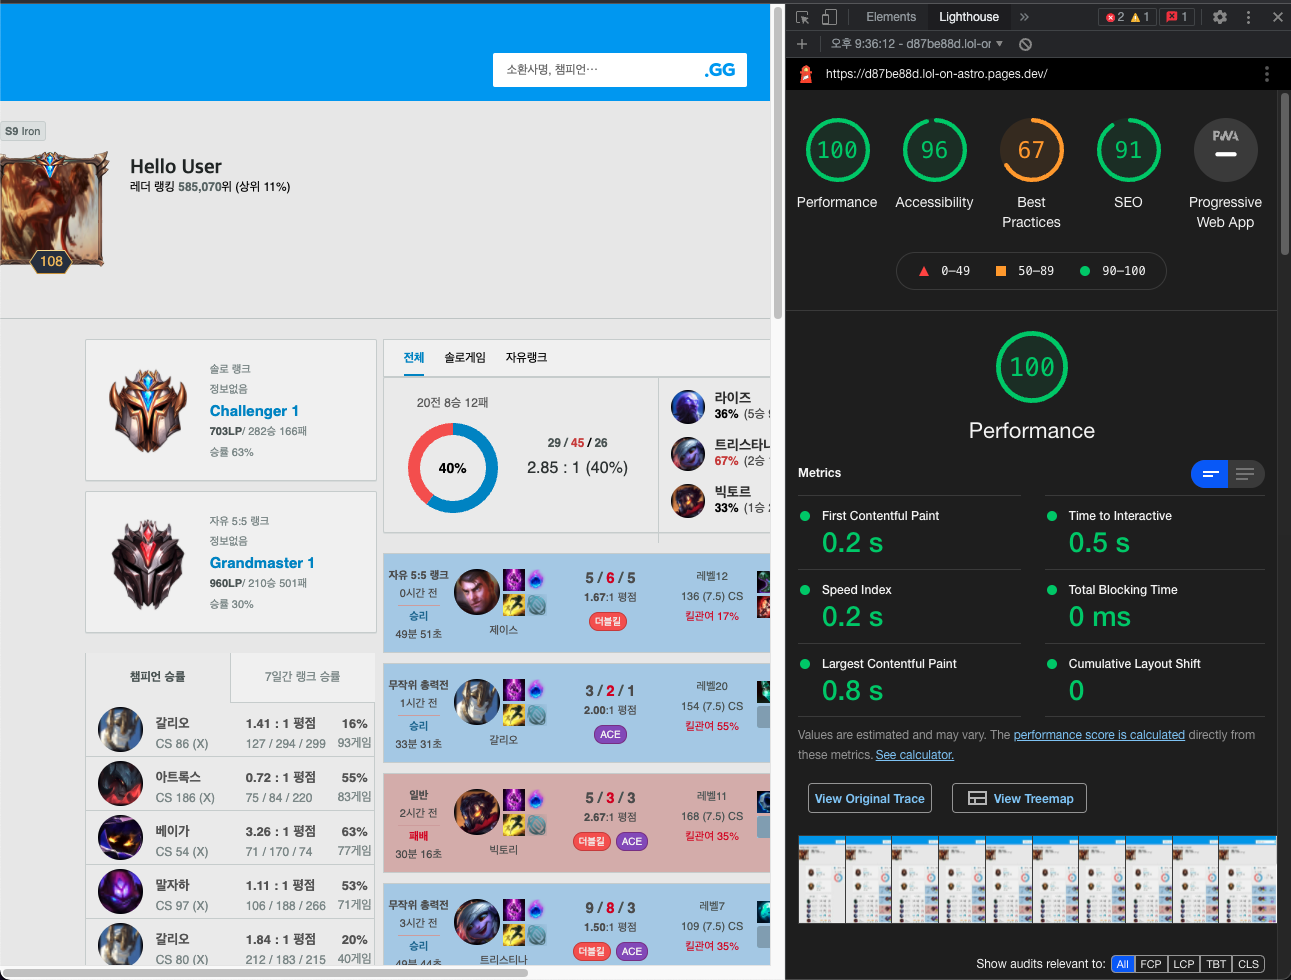 소환사명, 챔피언…
.GG
S9 Iron
Hello User
레더 랭킹 585,070위 (상위 11%)
108
솔로 랭크
정보없음
Challenger 1
703LP/ 282승 166패
승률 63%
자유 5:5 랭크
정보없음
Grandmaster 1
960LP/ 210승 501패
승률 30%
챔피언 승률
7일간 랭크 승률
갈리오
CS 86 (X)
1.41 : 1 평점
127 / 294 / 299
16%
93게임
아트록스
CS 186 (X)
0.72 : 1 평점
75 / 84 / 220
55%
83게임
베이가
CS 54 (X)
3.26 : 1 평점
71 / 170 / 74
63%
77게임
말자하
CS 97 (X)
1.11 : 1 평점
106 / 188 / 266
53%
71게임
갈리오
CS 80 (X)
1.84 : 1 평점
212 / 183 / 215
20%
40게임
전체
솔로게임
자유랭크
20전 8승 12패
40%
29 / 45 / 26
2.85 : 1 (40%)
라이즈
36% (5승
트리스타나
67% (2승
빅토르
33% (1승
자유 5:5 랭크
0시간 전
승리
49분 51초
제이스
5 / 6 / 5
1.67:1 평점
더블킬
레벨12
136 (7.5) CS
킬관여 17%
무작위 총력전
1시간 전
승리
33분 31초
갈리오
3 / 2 / 1
2.00:1 평점
ACE
레벨20
154 (7.5) CS
킬관여 55%
일반
2시간 전
패배
30분 16초
빅토리
5 / 3 / 3
2.67:1 평점
더블킬
ACE
레벨11
168 (7.5) CS
킬관여 35%
무작위 총력전
3시간 전
승리
49분 44초
트리스티나
9 / 8 / 3
1.50:1 평점
더블킬
ACE
레벨7
109 (7.5) CS
킬관여 35%
Elements
Lighthouse
2
1
1
오후 9:36:12 - d87be88d.lol-or
https://d87be88d.lol-on-astro.pages.dev/
100
Performance
96
Accessibility
67
Best
Practices
91
SEO
PWA
Progressive
Web App
0–49
50–89
90–100
100
Performance
Metrics
First Contentful Paint
0.2 s
Time to Interactive
0.5 s
Speed Index
0.2 s
Total Blocking Time
0 ms
Largest Contentful Paint
0.8 s
Cumulative Layout Shift
0
Values are estimated and may vary. The performance score is calculated directly from
these metrics. See calculator.
View Original Trace
View Treemap
Show audits relevant to:
All
FCP
LCP
TBT
CLS